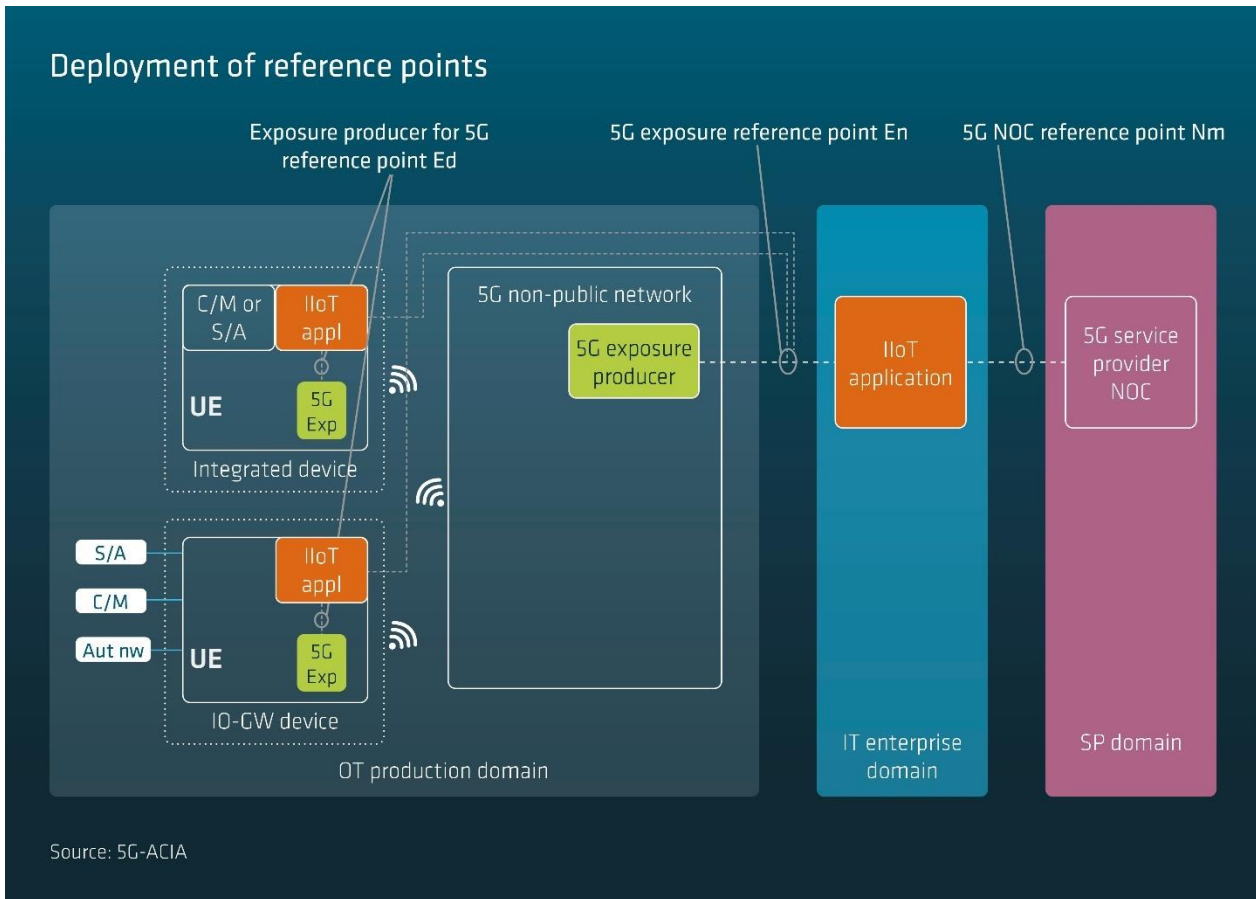 Deployment of reference points
Exposure producer for 5G
reference point Ed
5G exposure reference point En
5G NOC reference point Nm
C/M or
S/A
IIoT
appl
5G
Exp
UE
Integrated device
5G non-public network
5G exposure
producer
IIoT
application
5G service
provider
NOC
S/A
C/M
Aut nw
IIoT
appl
5G
Exp
UE
IO-GW device
OT production domain
IT enterprise
domain
SP domain
Source: 5G-ACIA